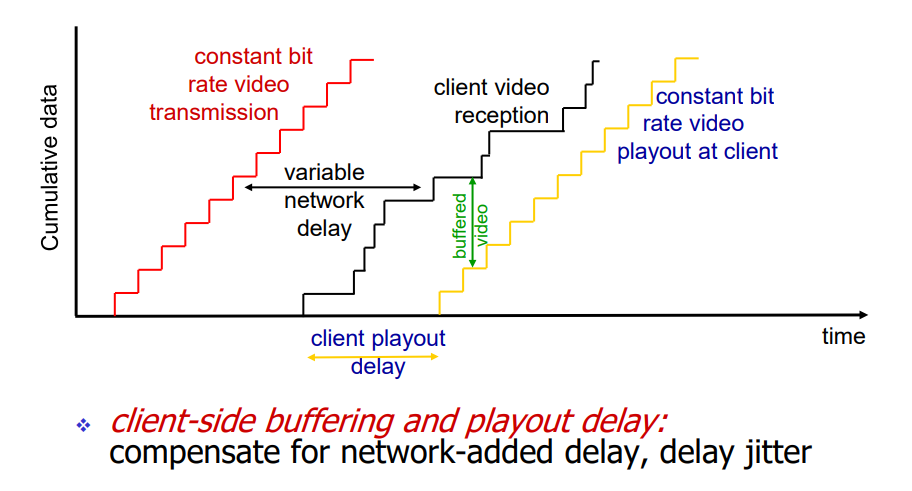 constant bit
rate video
transmission
client video
reception
constant bit
rate video
playout at client
Cumulative data
variable
network
delay
buffered
video
time
client playout
delay
client-side buffering and playout delay:
compensate for network-added delay, delay jitter